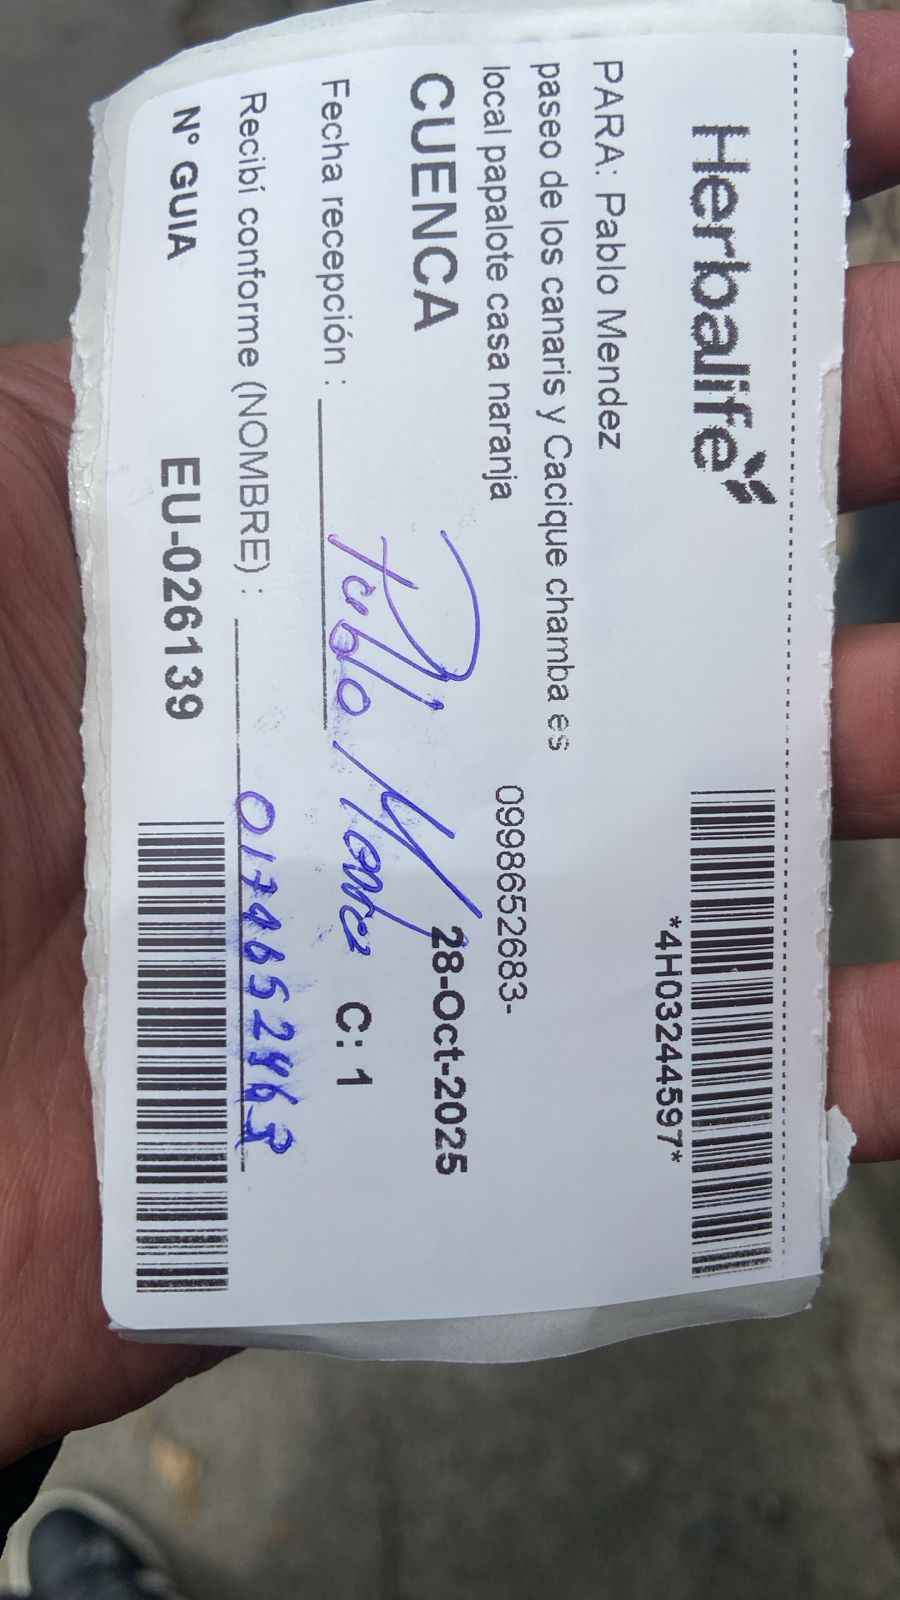 Herbalife
*4H03244597*
PARA: Pablo Mendez
paseo de los canaris y Cacique chamba es
local papalote casa naranja
0998652683-
CUENCA
28-Oct-2025
Fecha recepción :
Pablo Mendez
C: 1
Recibí conforme (NOMBRE) :
N° GUIA
EU-026139